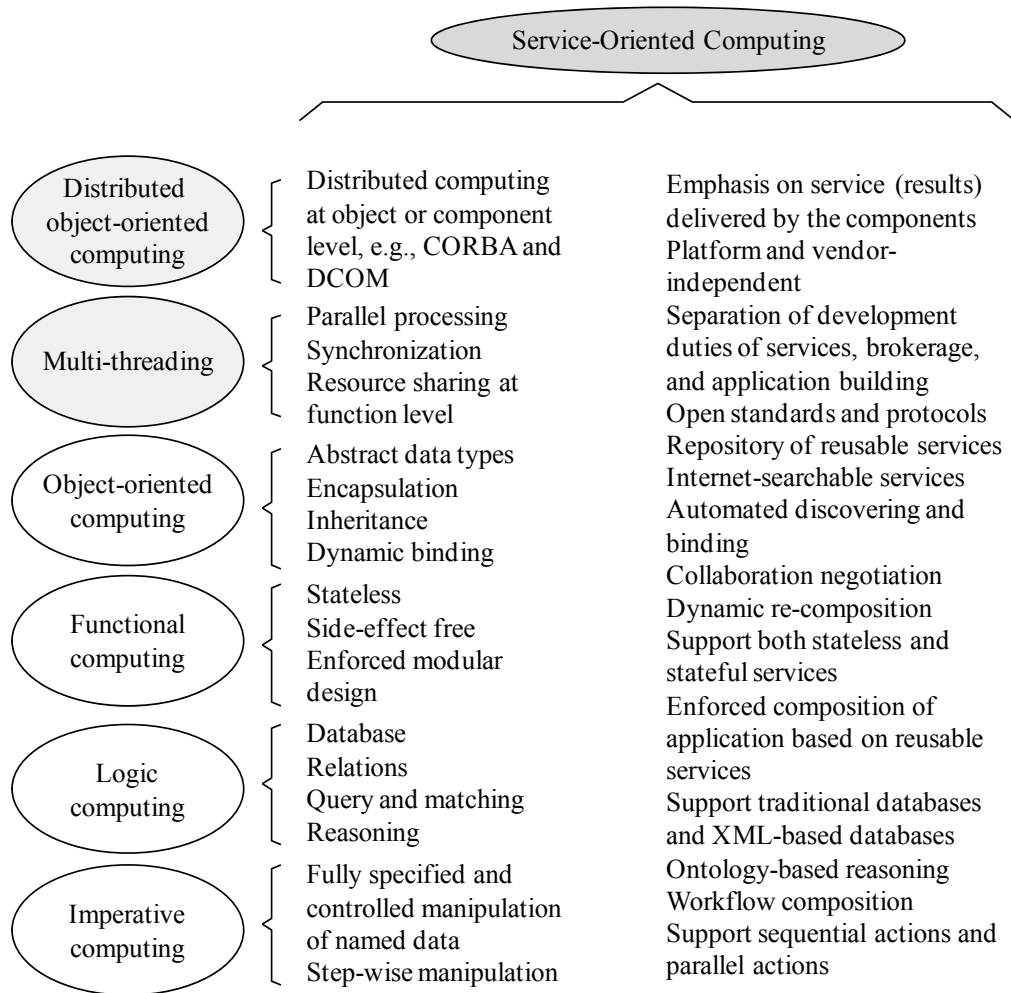 Service-Oriented Computing
Distributed
object-oriented
computing
Distributed computing
at object or component
level, e.g., CORBA and
DCOM
Multi-threading
Parallel processing
Synchronization
Resource sharing at
function level
Object-oriented
computing
Abstract data types
Encapsulation
Inheritance
Dynamic binding
Functional
computing
Stateless
Side-effect free
Enforced modular
design
Logic
computing
Database
Relations
Query and matching
Reasoning
Imperative
computing
Fully specified and
controlled manipulation
of named data
Step-wise manipulation
Emphasis on service (results)
delivered by the components
Platform and vendor-
independent
Separation of development
duties of services, brokerage,
and application building
Open standards and protocols
Repository of reusable services
Internet-searchable services
Automated discovering and
binding
Collaboration negotiation
Dynamic re-composition
Support both stateless and
stateful services
Enforced composition of
application based on reusable
services
Support traditional databases
and XML-based databases
Ontology-based reasoning
Workflow composition
Support sequential actions and
parallel actions